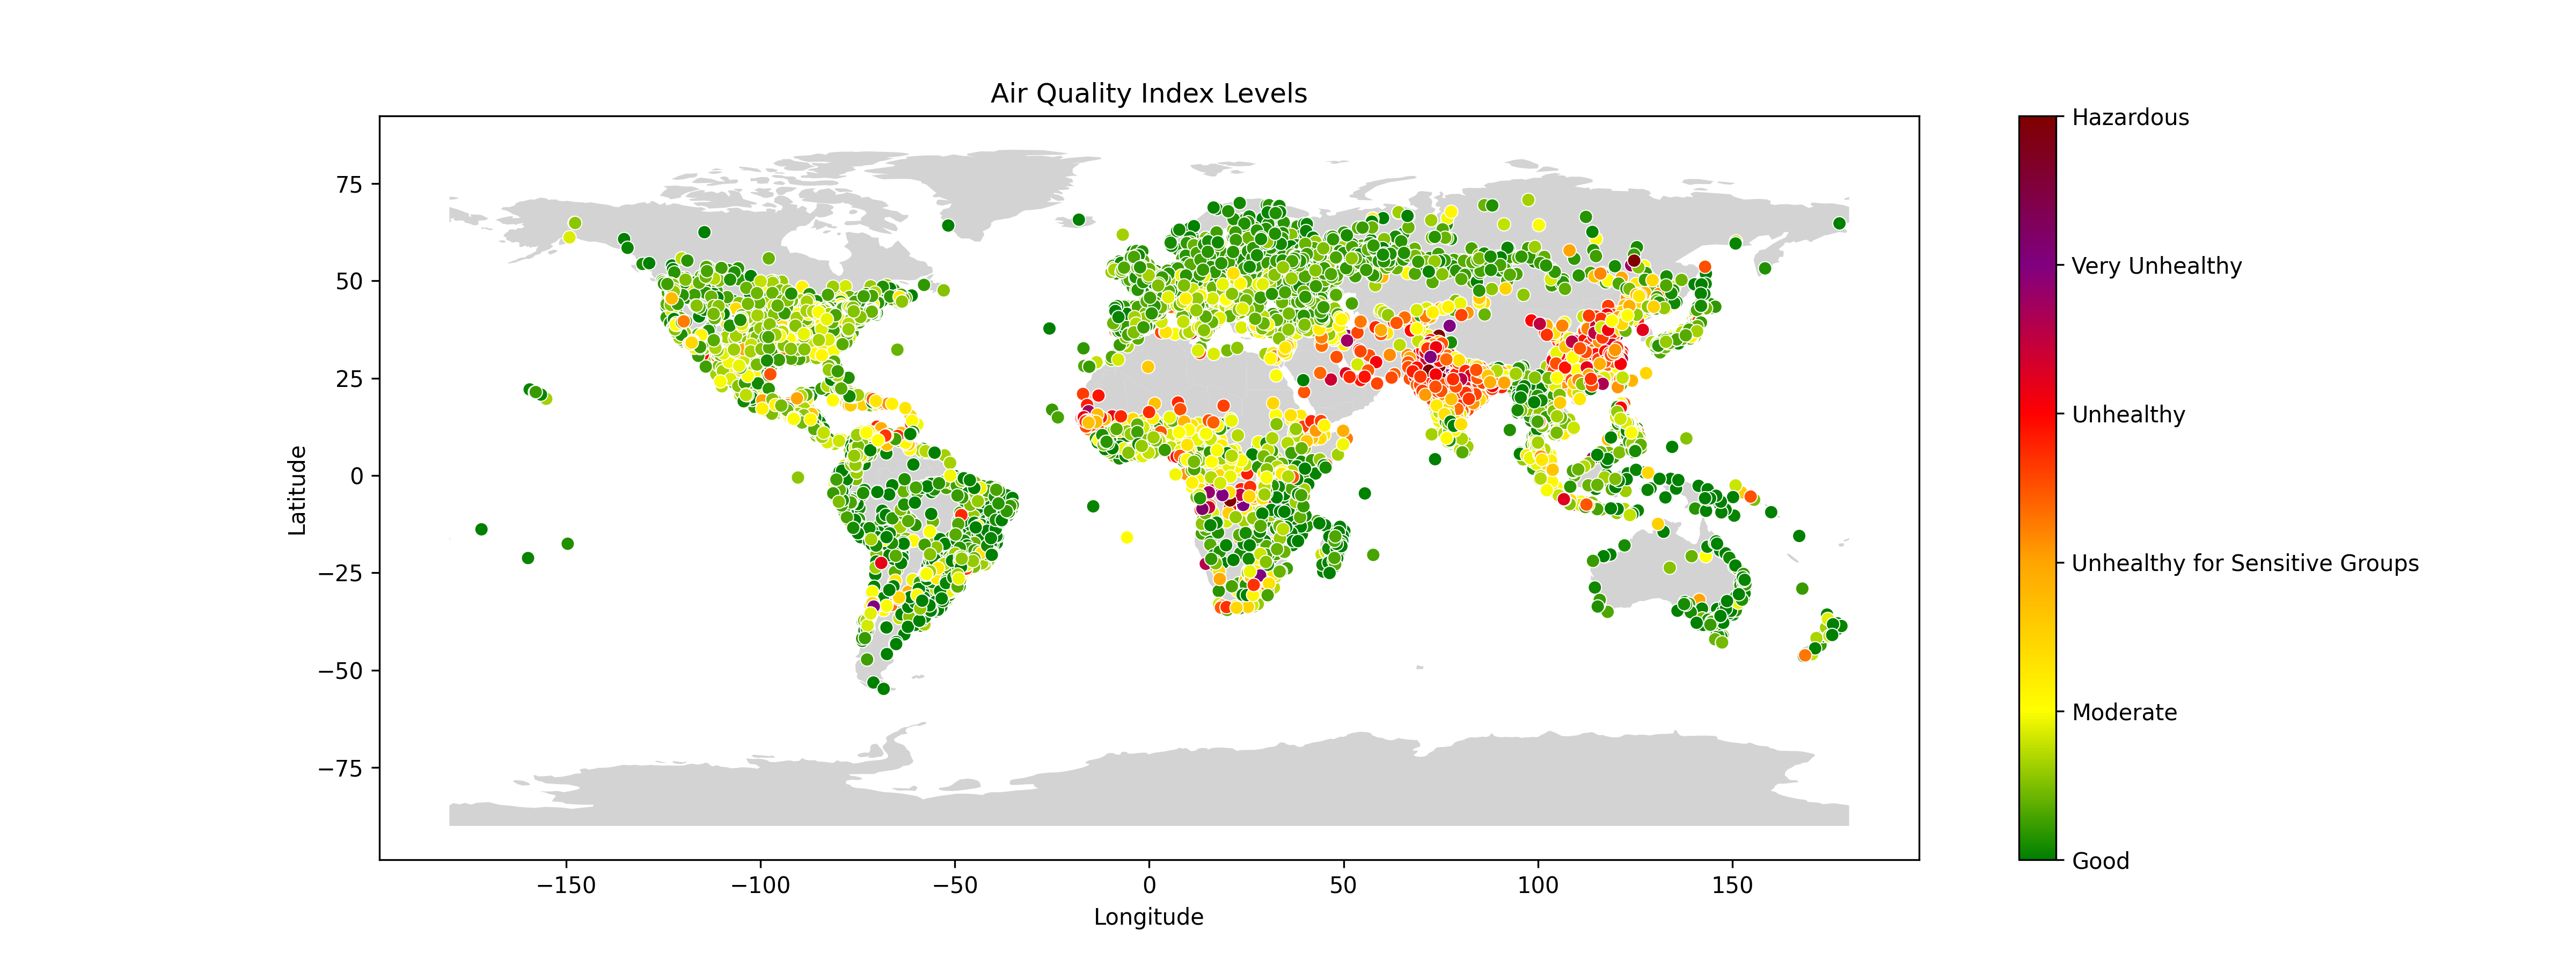 Air Quality Index Levels
Latitude
75
50
25
0
−25
−50
−75
−150
−100
−50
0
50
100
150
Longitude
Hazardous
Very Unhealthy
Unhealthy
Unhealthy for Sensitive Groups
Moderate
Good